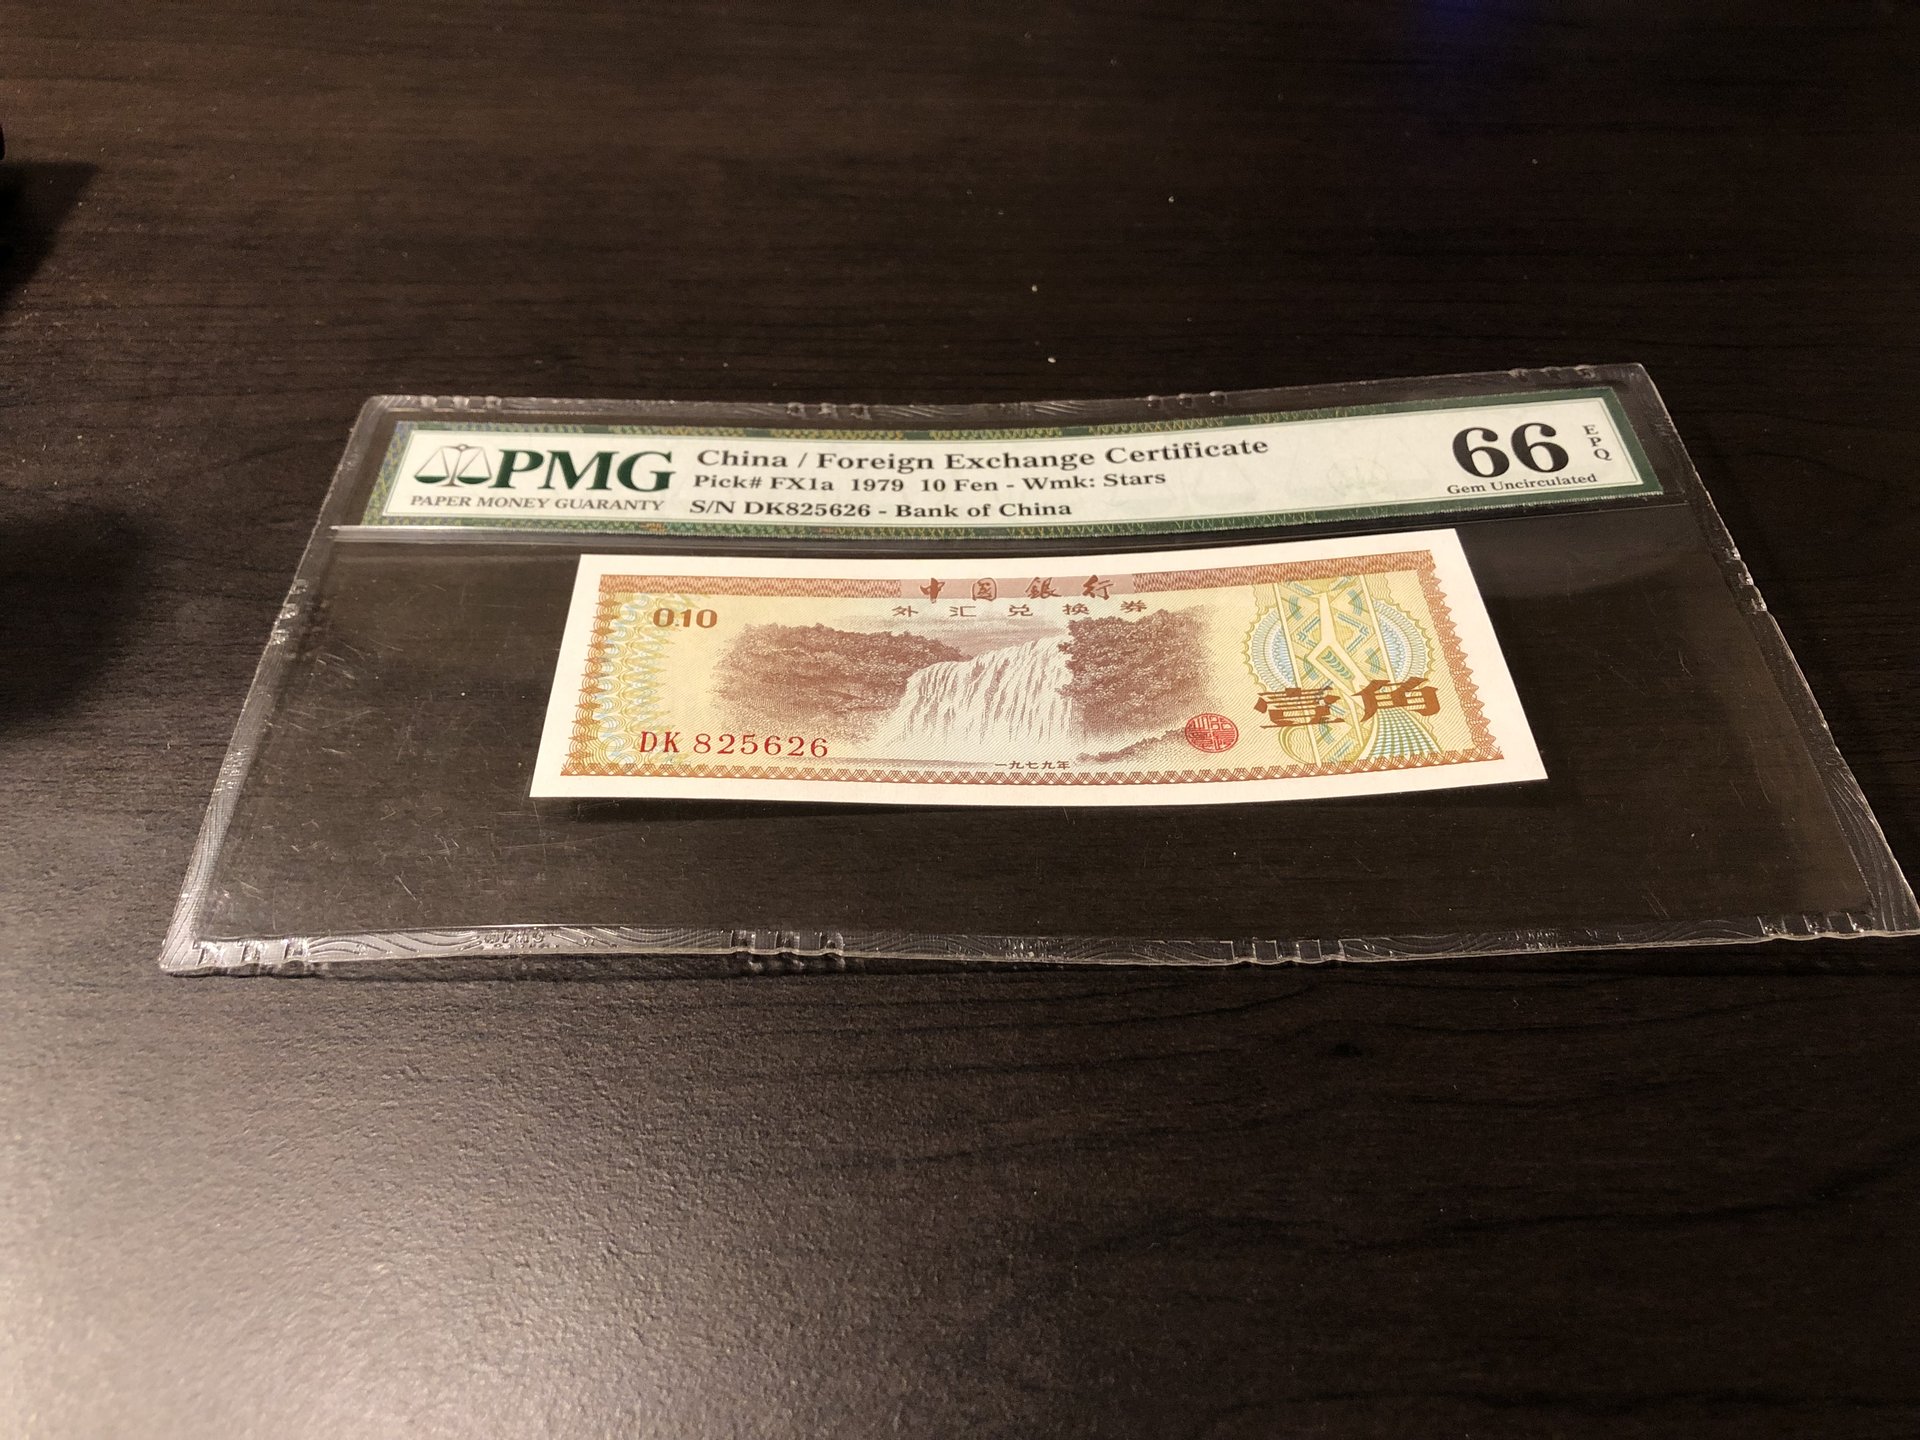 PMG
PAPER MONEY GUARANTY
China / Foreign Exchange Certificate
Pick# FX1a 1979 10 Fen - Wmk: Stars
S/N DK825626 - Bank of China
66
EPQ
Gem Uncirculated
中国銀行
外汇兑换券
0.10
壹角
DK 825626
一九七九年
PMG